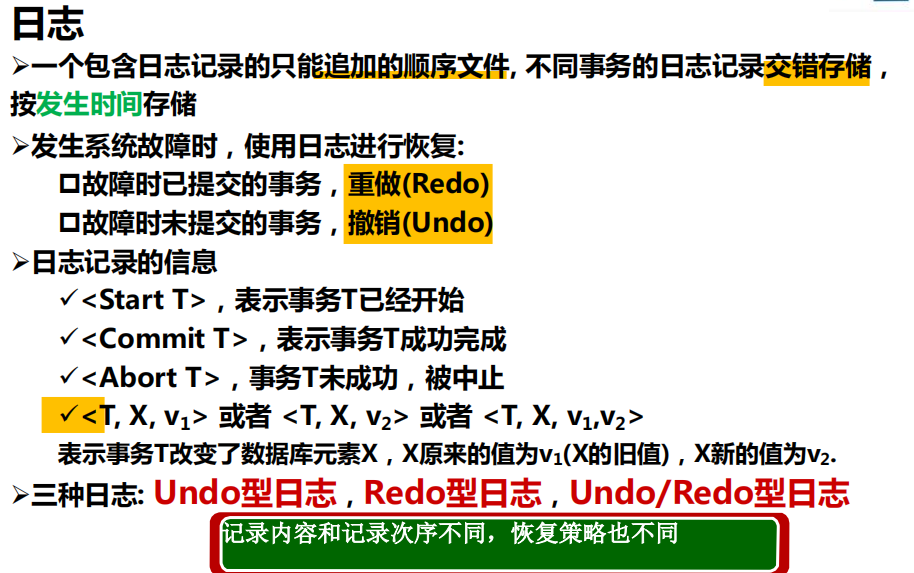 日志
➢一个包含日志记录的只能追加的顺序文件, 不同事务的日志记录交错存储，
按发生时间存储
➢发生系统故障时，使用日志进行恢复:
故障时已提交的事务，重做(Redo)
故障时未提交的事务，撤销(Undo)
➢日志记录的信息
✓<Start T>，表示事务T已经开始
✓<Commit T>，表示事务T成功完成
✓<Abort T>，事务T未成功，被中止
✓<T, X, v₁> 或者 <T, X, v₂> 或者 <T, X, v₁,v₂>
表示事务T改变了数据库元素X，X原来的值为v₁(X的旧值)，X新的值为v₂.
➢三种日志: Undo型日志，Redo型日志，Undo/Redo型日志
记录内容和记录次序不同，恢复策略也不同